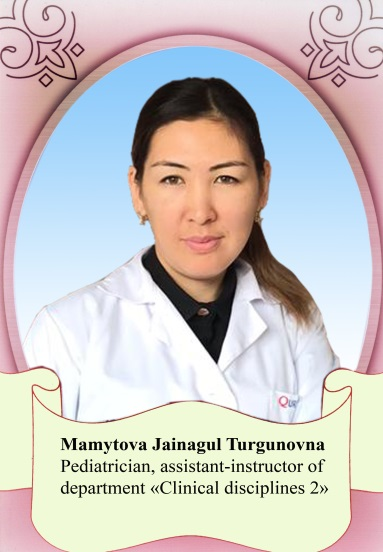 Mamytova Jainagul Turgunovna
Pediatrician, assistant-instructor of
department «Clinical disciplines 2»